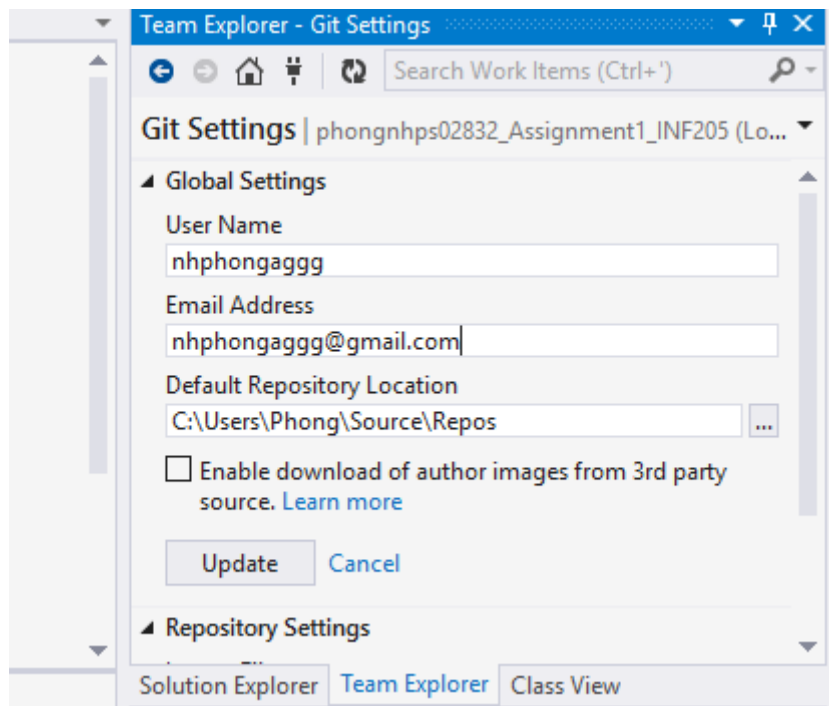 Team Explorer - Git Settings
Search Work Items (Ctrl+')
Git Settings | phongnhps02832_Assignment1_INF205 (Lo...
Global Settings
User Name
nhphongaggg
Email Address
nhphongaggg@gmail.com
Default Repository Location
C:\Users\Phong\Source\Repos
...
Enable download of author images from 3rd party
source. Learn more
Update Cancel
Repository Settings
Solution Explorer Team Explorer Class View